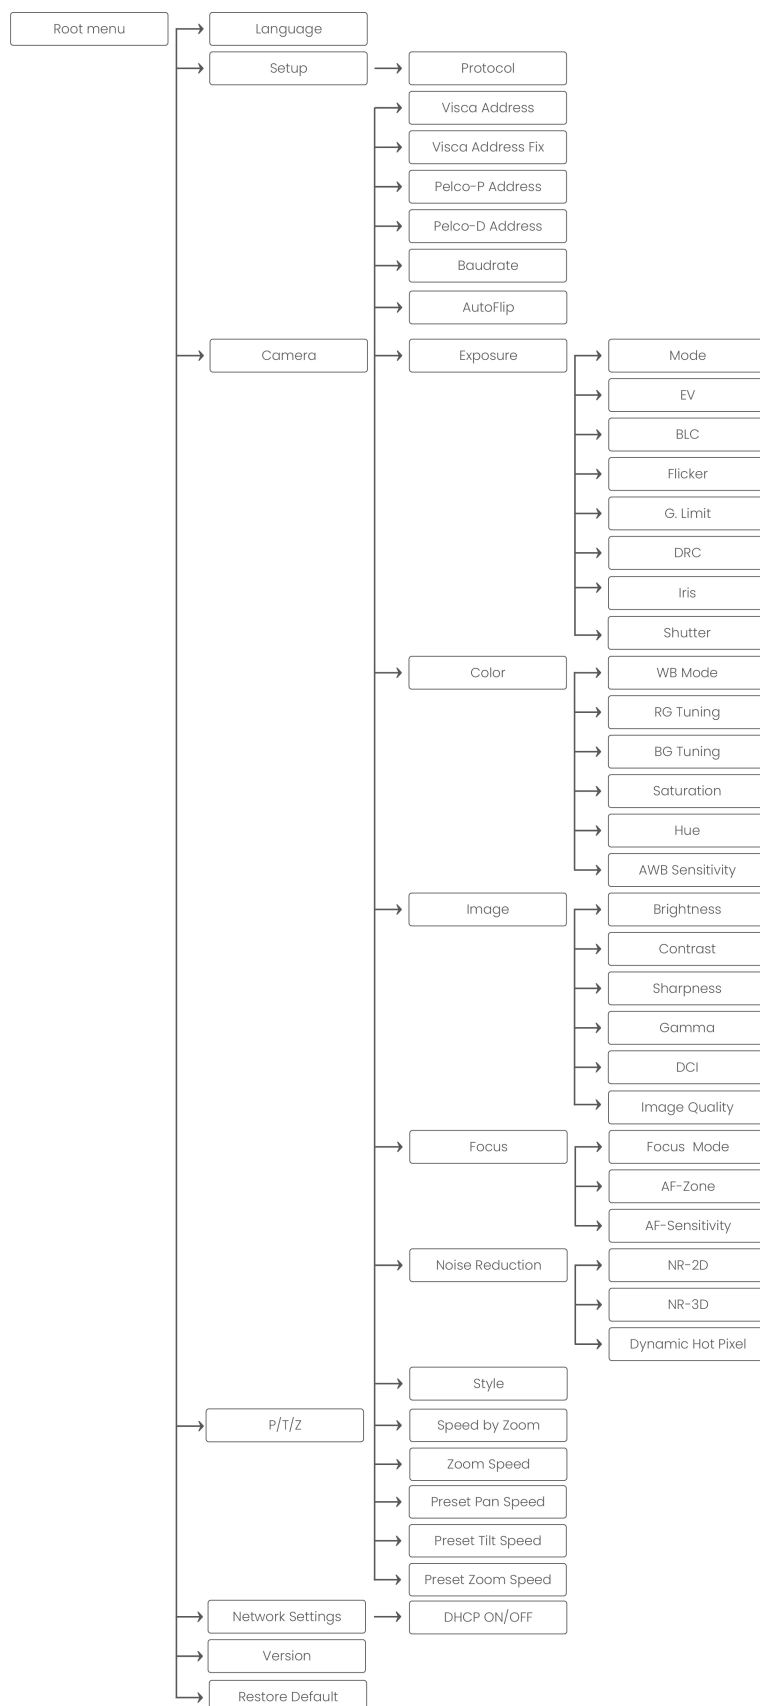 Root menu
Language
Setup
Protocol
Visca Address
Visca Address Fix
Pelco-P Address
Pelco-D Address
Baudrate
AutoFlip
Camera
Exposure
Mode
EV
BLC
Flicker
G. Limit
DRC
Iris
Shutter
Color
WB Mode
RG Tuning
BG Tuning
Saturation
Hue
AWB Sensitivity
Image
Brightness
Contrast
Sharpness
Gamma
DCI
Image Quality
Focus
Focus Mode
AF-Zone
AF-Sensitivity
Noise Reduction
NR-2D
NR-3D
Dynamic Hot Pixel
Style
P/T/Z
Speed by Zoom
Zoom Speed
Preset Pan Speed
Preset Tilt Speed
Preset Zoom Speed
Network Settings
DHCP ON/OFF
Version
Restore Default